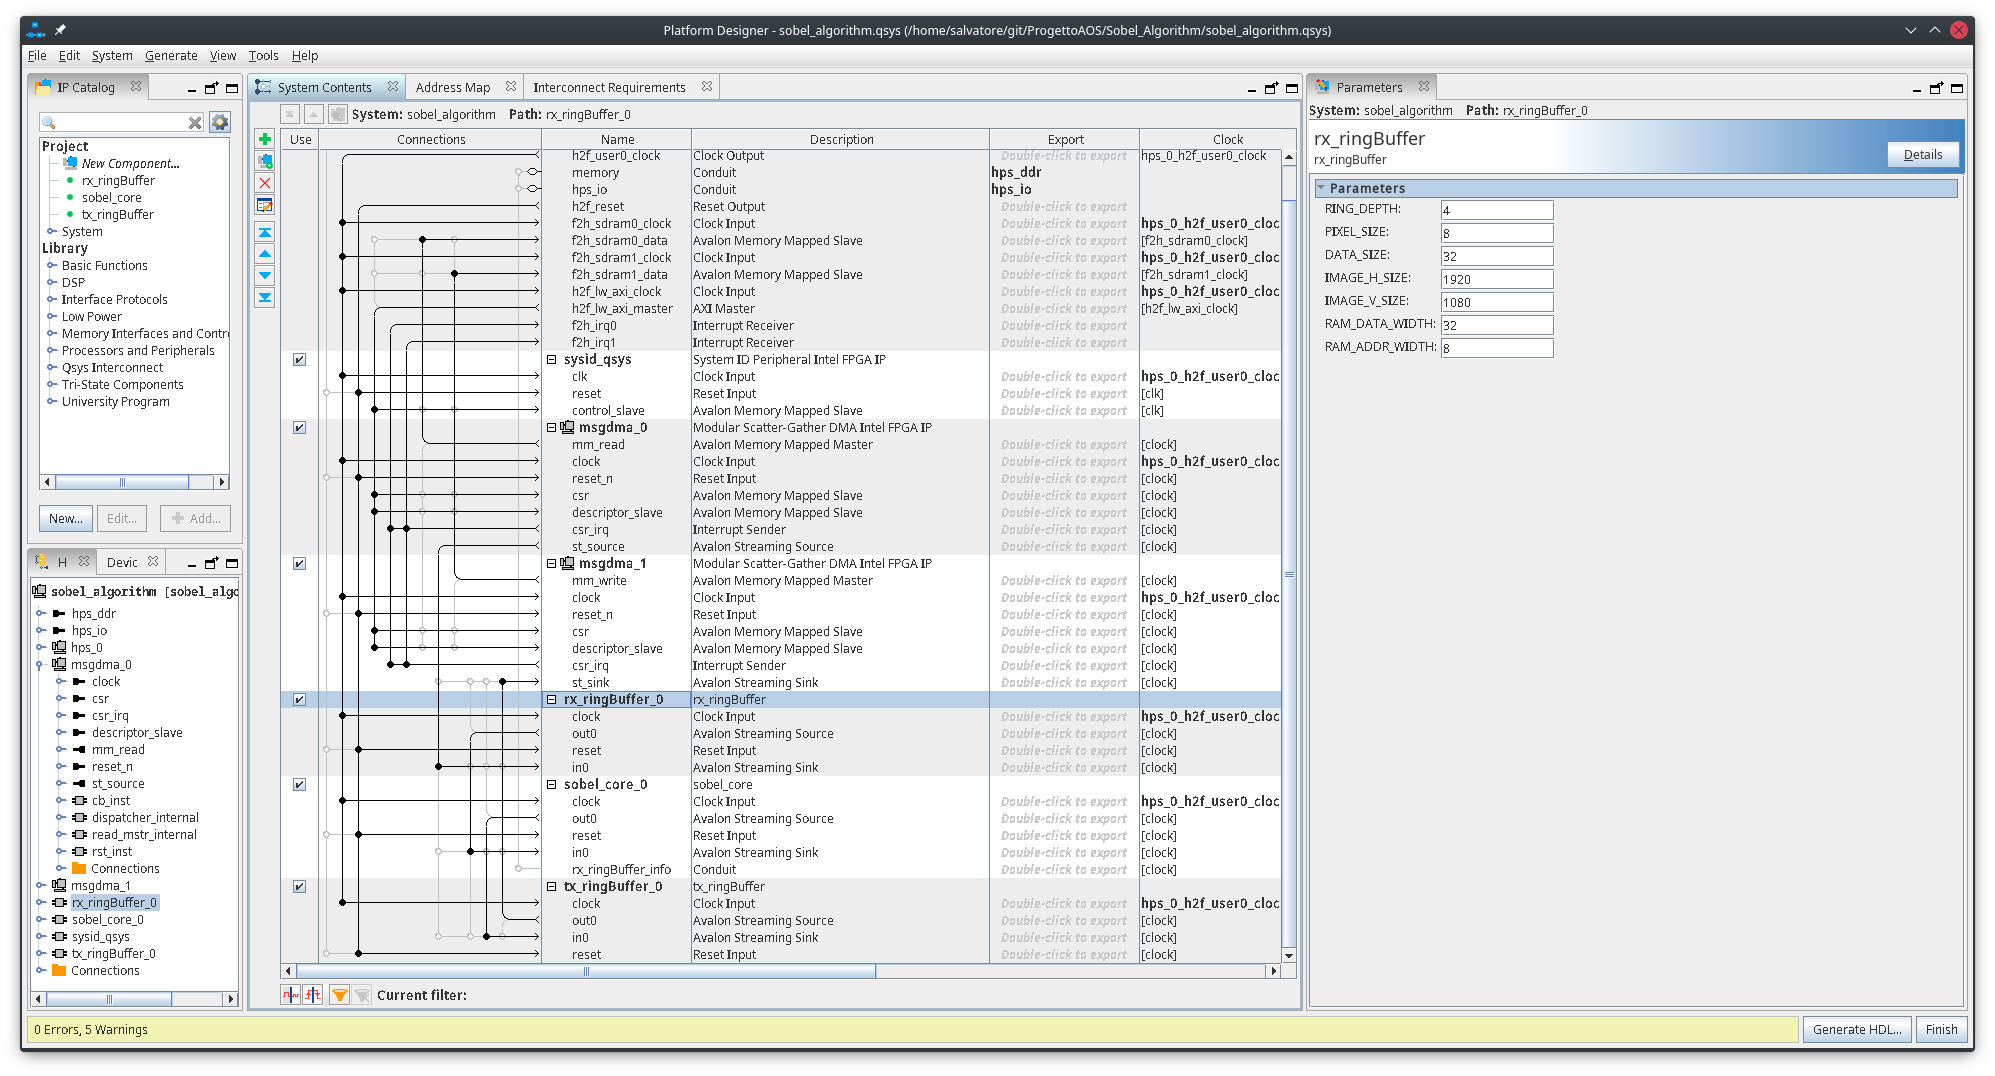 Platform Designer - sobel_algorithm.qsys (/home/salvatore/git/ProgettoAOS/Sobel_Algorithm/sobel_algorithm.qsys)
File Edit System Generate View Tools Help
IP Catalog
Project
New Component...
rx_ringBuffer
sobel_core
tx_ringBuffer
System
Library
Basic Functions
DSP
Interface Protocols
Low Power
Memory Interfaces and Contr
Processors and Peripherals
Qsys Interconnect
Tri-State Components
University Program
New... Edit... Add...
H Devic
sobel_algorithm [sobel_algo
hps_ddr
hps_io
hps_0
msgdma_0
clock
csr
csr_irq
descriptor_slave
mm_read
reset_n
st_source
cb_inst
dispatcher_internal
read_mstr_internal
rst_inst
Connections
msgdma_1
rx_ringBuffer_0
sobel_core_0
sysid_qsys
tx_ringBuffer_0
Connections
System Contents Address Map Interconnect Requirements
System: sobel_algorithm Path: rx_ringBuffer_0
Use Connections Name Description Export Clock
h2f_user0_clock Clock Output Double-click to export hps_0_h2f_user0_clock
memory Conduit hps_ddr
hps_io Conduit hps_io
h2f_reset Reset Output Double-click to export
f2h_sdram0_clock Clock Input Double-click to export hps_0_h2f_user0_cloc
f2h_sdram0_data Avalon Memory Mapped Slave Double-click to export [f2h_sdram0_clock]
f2h_sdram1_clock Clock Input Double-click to export hps_0_h2f_user0_cloc
f2h_sdram1_data Avalon Memory Mapped Slave Double-click to export [f2h_sdram1_clock]
h2f_lw_axi_clock Clock Input Double-click to export hps_0_h2f_user0_cloc
h2f_lw_axi_master AXI Master Double-click to export [h2f_lw_axi_clock]
f2h_irq0 Interrupt Receiver Double-click to export
f2h_irq1 Interrupt Receiver Double-click to export
sysid_qsys System ID Peripheral Intel FPGA IP
clk Clock Input Double-click to export hps_0_h2f_user0_cloc
reset Reset Input Double-click to export [clk]
control_slave Avalon Memory Mapped Slave Double-click to export [clk]
msgdma_0 Modular Scatter-Gather DMA Intel FPGA IP
mm_read Avalon Memory Mapped Master Double-click to export [clock]
clock Clock Input Double-click to export hps_0_h2f_user0_cloc
reset_n Reset Input Double-click to export [clock]
csr Avalon Memory Mapped Slave Double-click to export [clock]
descriptor_slave Avalon Memory Mapped Slave Double-click to export [clock]
csr_irq Interrupt Sender Double-click to export [clock]
st_source Avalon Streaming Source Double-click to export [clock]
msgdma_1 Modular Scatter-Gather DMA Intel FPGA IP
mm_write Avalon Memory Mapped Master Double-click to export [clock]
clock Clock Input Double-click to export hps_0_h2f_user0_cloc
reset_n Reset Input Double-click to export [clock]
csr Avalon Memory Mapped Slave Double-click to export [clock]
descriptor_slave Avalon Memory Mapped Slave Double-click to export [clock]
csr_irq Interrupt Sender Double-click to export [clock]
st_sink Avalon Streaming Sink Double-click to export [clock]
rx_ringBuffer_0 rx_ringBuffer
clock Clock Input Double-click to export hps_0_h2f_user0_cloc
out0 Avalon Streaming Source Double-click to export [clock]
reset Reset Input Double-click to export [clock]
in0 Avalon Streaming Sink Double-click to export [clock]
sobel_core_0 sobel_core
clock Clock Input Double-click to export hps_0_h2f_user0_cloc
out0 Avalon Streaming Source Double-click to export [clock]
reset Reset Input Double-click to export [clock]
in0 Avalon Streaming Sink Double-click to export [clock]
rx_ringBuffer_info Conduit Double-click to export [clock]
tx_ringBuffer_0 tx_ringBuffer
clock Clock Input Double-click to export hps_0_h2f_user0_cloc
out0 Avalon Streaming Source Double-click to export [clock]
in0 Avalon Streaming Sink Double-click to export [clock]
reset Reset Input Double-click to export [clock]
Current filter:
Parameters
System: sobel_algorithm Path: rx_ringBuffer_0
rx_ringBuffer
rx_ringBuffer
Details
Parameters
RING_DEPTH: 4
PIXEL_SIZE: 8
DATA_SIZE: 32
IMAGE_H_SIZE: 1920
IMAGE_V_SIZE: 1080
RAM_DATA_WIDTH: 32
RAM_ADDR_WIDTH: 8
0 Errors, 5 Warnings
Generate HDL... Finish